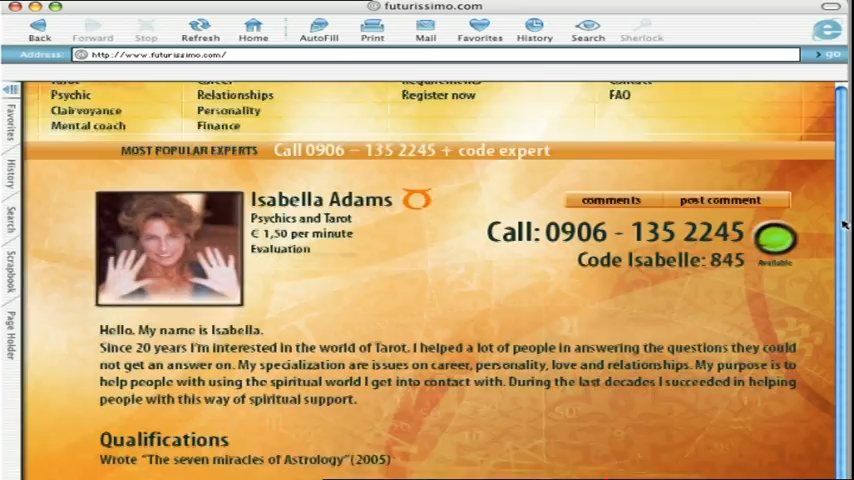 futurissimo.com
Back Forward Stop Refresh Home AutoFill Print Mail Favorites History Search Sherlock
Address: http://www.futurissimo.com/ go
Tarot Career Requirements Contact
Psychic Relationships Register now FAQ
Clairvoyance Personality
Mental coach Finance
MOST POPULAR EXPERTS Call 0906 – 135 2245 + code expert
Favorites
History
Search
Scrapbook
Page Holder
Isabella Adams
comments post comment
Psychics and Tarot
€ 1,50 per minute
Evaluation
Call: 0906 - 135 2245
Code Isabelle: 845
Available
Hello. My name is Isabella.
Since 20 years I'm interested in the world of Tarot. I helped a lot of people in answering the questions they could
not get an answer on. My specialization are issues on career, personality, love and relationships. My purpose is to
help people with using the spiritual world I get into contact with. During the last decades I succeeded in helping
people with this way of spiritual support.
Qualifications
Wrote "The seven miracles of Astrology"(2005)